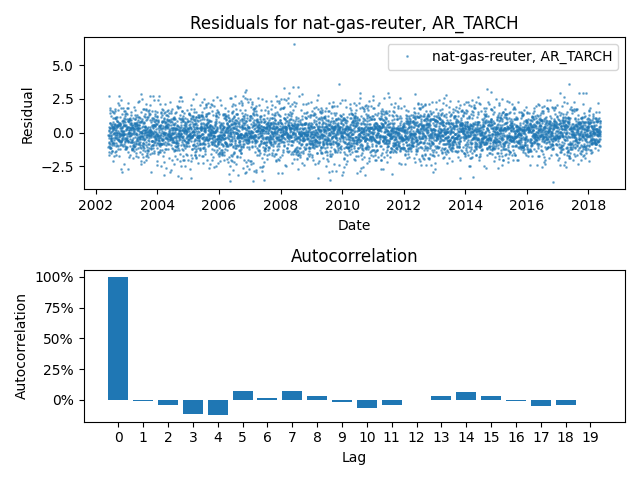 Residuals for nat-gas-reuter, AR_TARCH
nat-gas-reuter, AR_TARCH
5.0
2.5
0.0
−2.5
Residual
2002 2004 2006 2008 2010 2012 2014 2016 2018
Date
Autocorrelation
100%
75%
50%
25%
0%
Autocorrelation
0 1 2 3 4 5 6 7 8 9 10 11 12 13 14 15 16 17 18 19
Lag